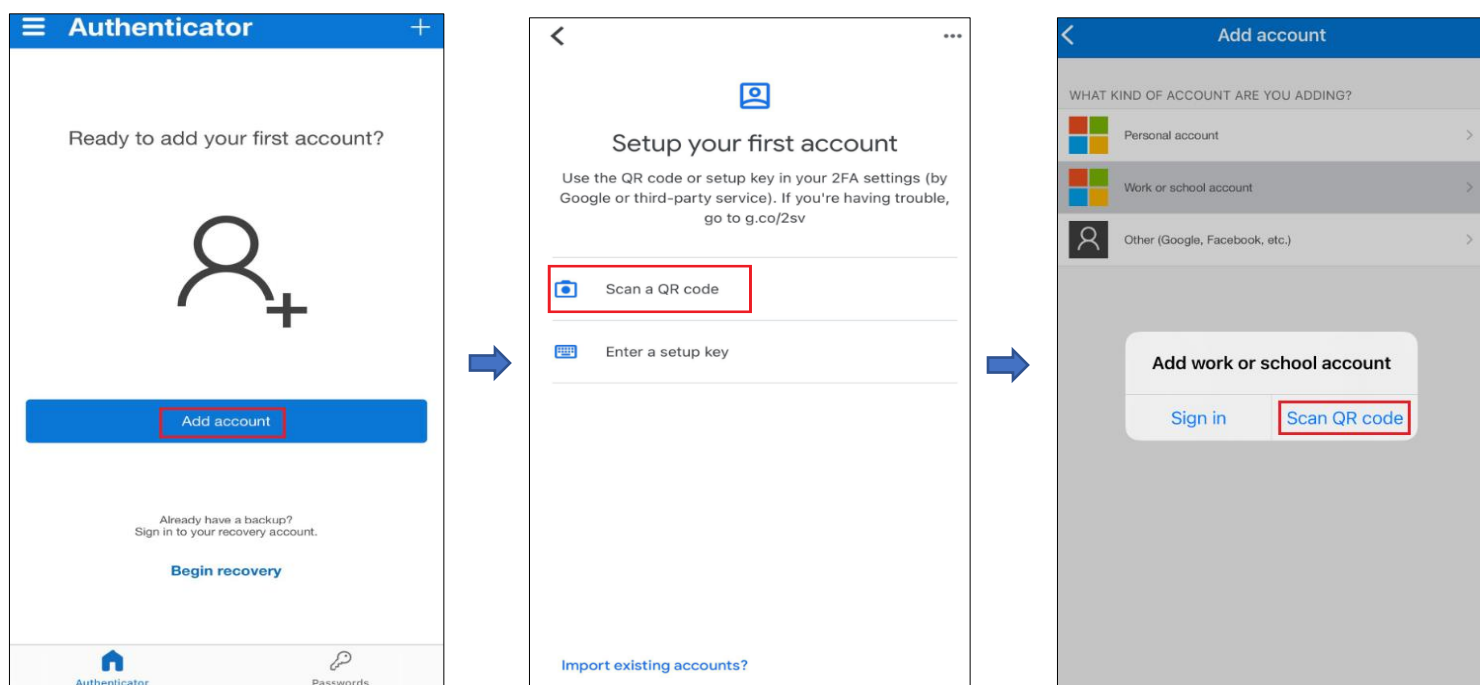 Authenticator
Ready to add your first account?
Add account
Already have a backup?
Sign in to your recovery account.
Begin recovery
Authenticator
Passwords
Setup your first account
Use the QR code or setup key in your 2FA settings (by
Google or third-party service). If you're having trouble,
go to g.co/2sv
Scan a QR code
Enter a setup key
Import existing accounts?
Add account
WHAT KIND OF ACCOUNT ARE YOU ADDING?
Personal account
Work or school account
Other (Google, Facebook, etc.)
Add work or school account
Sign in
Scan QR code